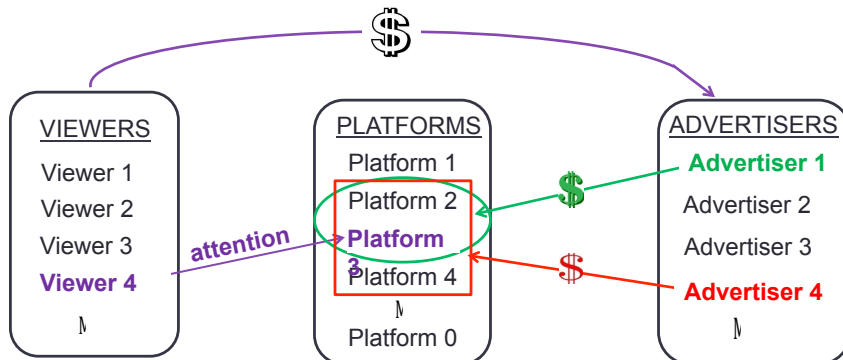 $
VIEWERS
Viewer 1
Viewer 2
Viewer 3
Viewer 4
M
attention
PLATFORMS
Platform 1
Platform 2
Platform
3
Platform 4
M
Platform 0
$
$
ADVERTISERS
Advertiser 1
Advertiser 2
Advertiser 3
Advertiser 4
M